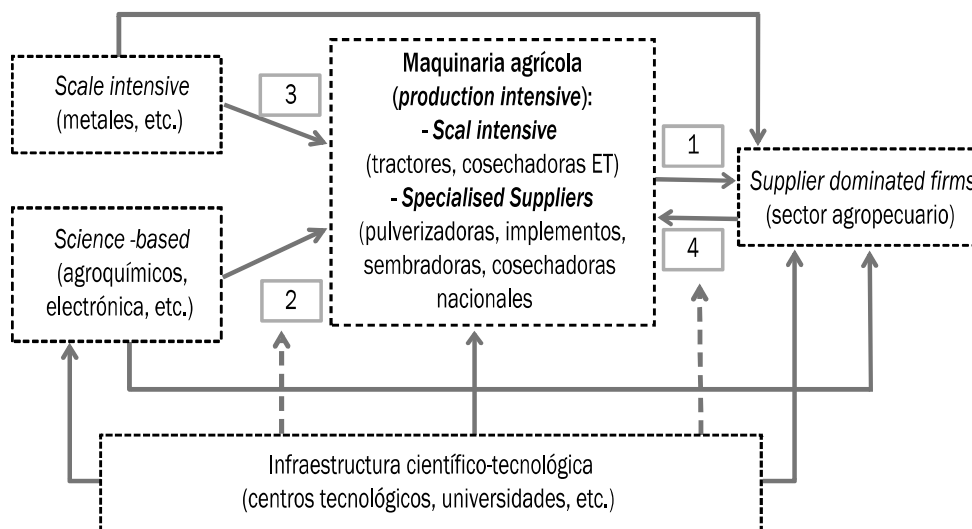 Scale intensive
(metales, etc.)
3
Maquinaria agrícola
(production intensive):
- Scal intensive
(tractores, cosechadoras ET)
- Specialised Suppliers
(pulverizadoras, implementos,
sembradoras, cosechadoras
nacionales
1
Supplier dominated firms
(sector agropecuario)
4
Science -based
(agroquímicos,
electrónica, etc.)
2
Infraestructura científico-tecnológica
(centros tecnológicos, universidades, etc.)